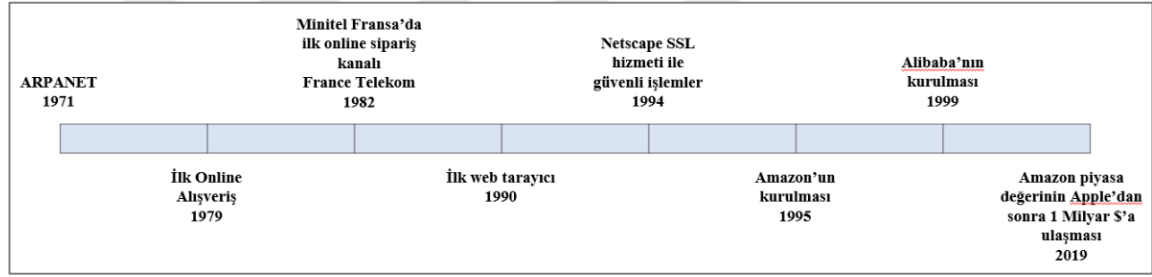 ARPANET
1971
İlk Online
Alışveriş
1979
Minitel Fransa’da
ilk online sipariş
kanalı
France Telekom
1982
İlk web tarayıcı
1990
Netscape SSL
hizmeti ile
güvenli işlemler
1994
Amazon’un
kurulması
1995
Alibaba’nın
kurulması
1999
Amazon piyasa
değerinin Apple’dan
sonra 1 Milyar $’a
ulaşması
2019